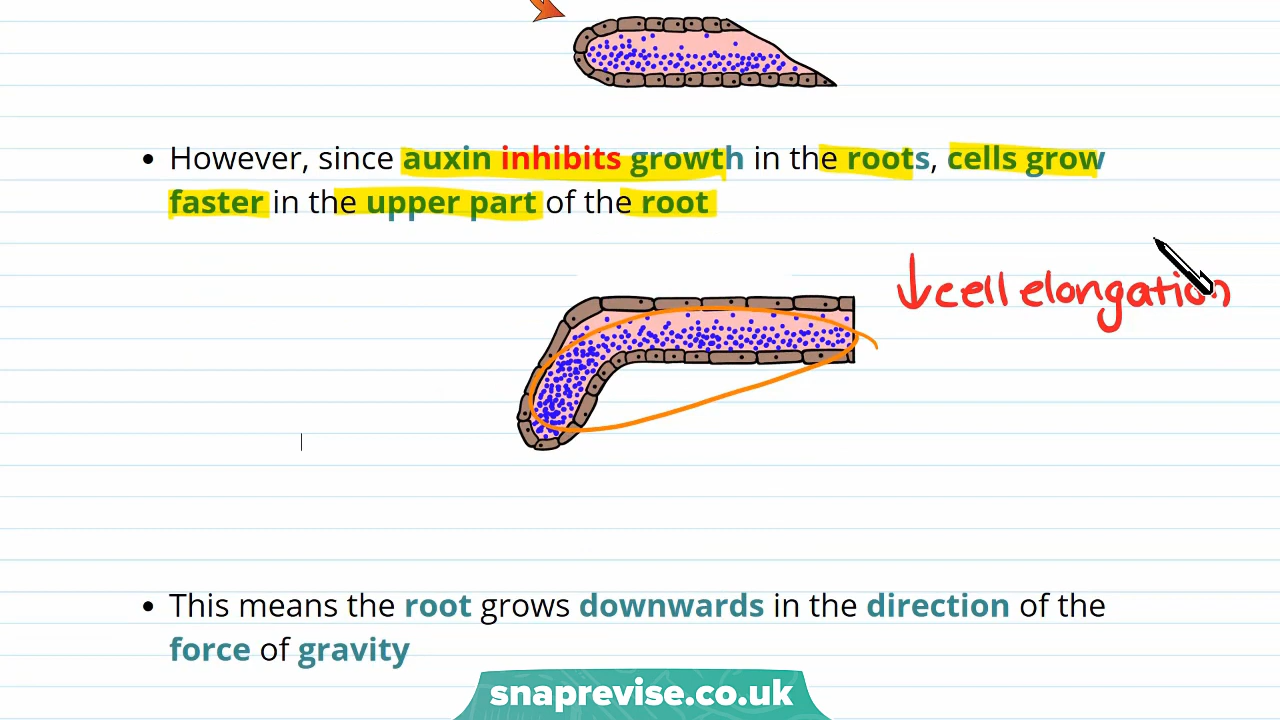 • However, since auxin inhibits growth in the roots, cells grow
faster in the upper part of the root
↓cell elongation
• This means the root grows downwards in the direction of the
force of gravity
snaprevise.co.uk